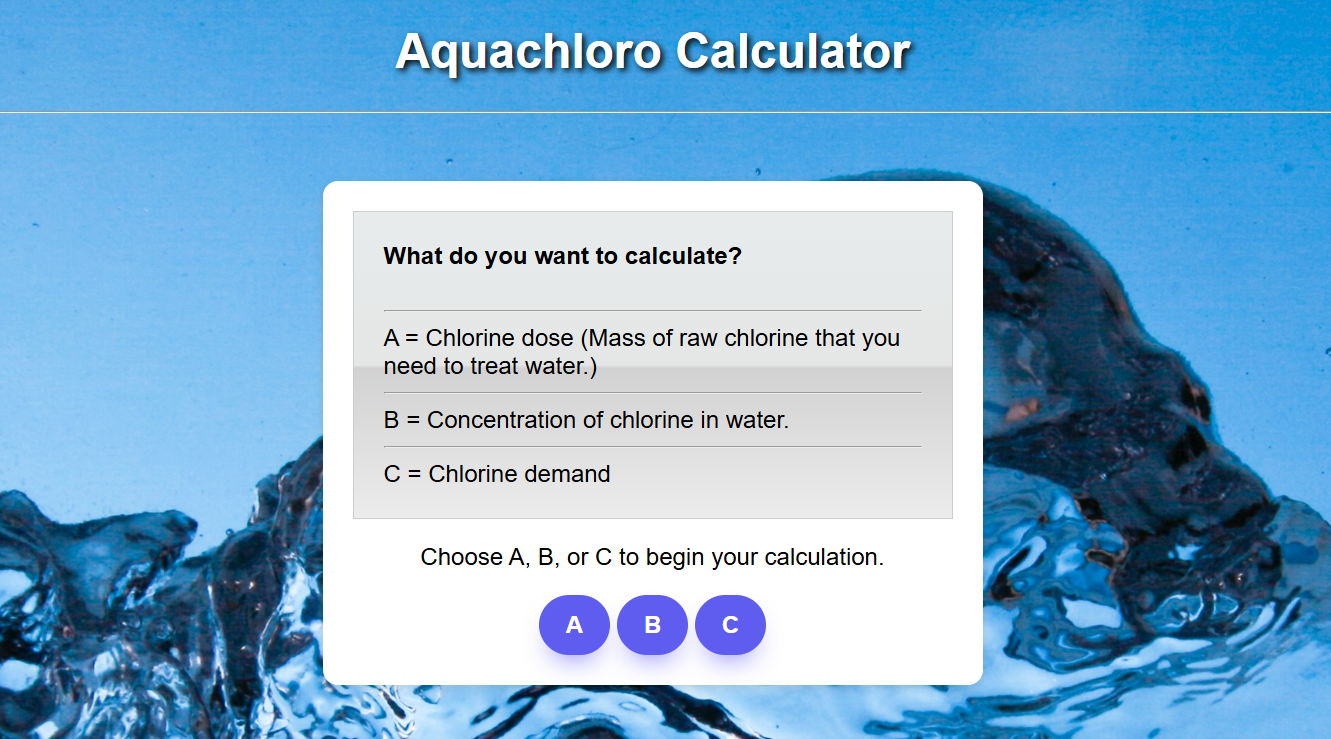 Aquachloro Calculator
What do you want to calculate?
A = Chlorine dose (Mass of raw chlorine that you
need to treat water.)
B = Concentration of chlorine in water.
C = Chlorine demand
Choose A, B, or C to begin your calculation.
A B C